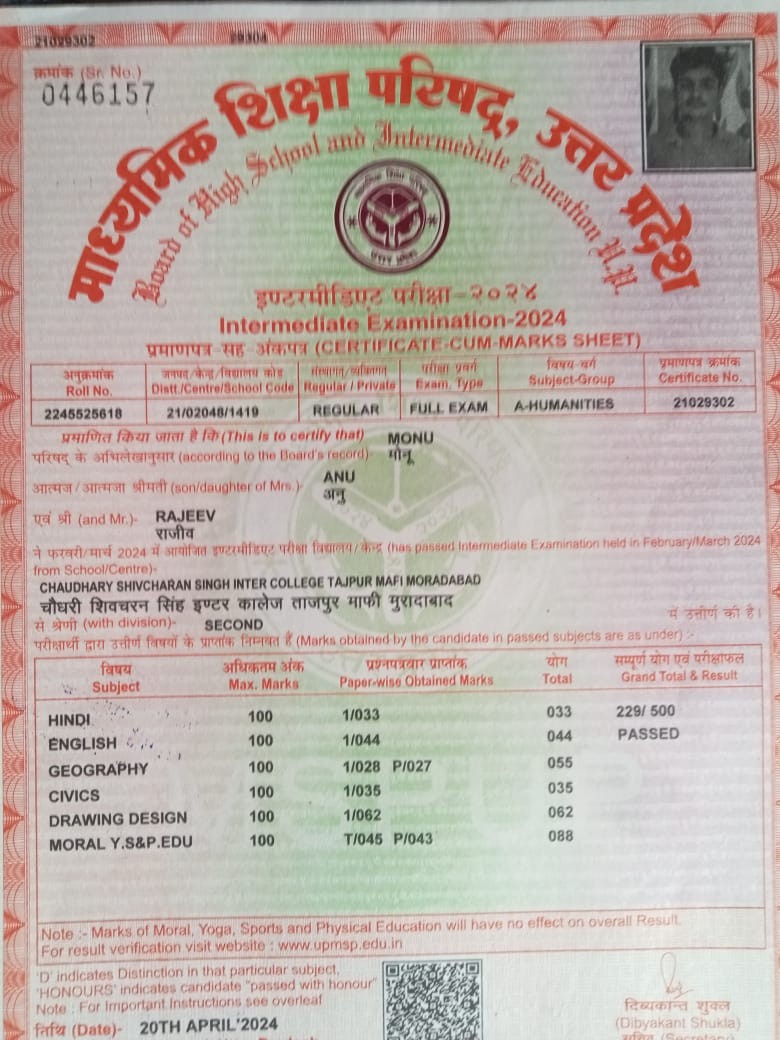 21029302 29304
क्रमांक (Sr. No.)
0446157
माध्यमिक शिक्षा परिषद्, उत्तर प्रदेश
Board of High School and Intermediate Education U.P.
इण्टरमीडिएट परीक्षा-२०२४
Intermediate Examination-2024
प्रमाणपत्र सह अंकपत्र (CERTIFICATE-CUM-MARKS SHEET)
अनुक्रमांक जनपद/केन्द्र/विद्यालय कोड संस्थागत/व्यक्तिगत परीक्षा प्रवर्ग विषय-वर्ग प्रमाणपत्र क्रमांक
Roll No. Distt./Centre/School Code Regular / Private Exam. Type Subject-Group Certificate No.
2245525618 21/02048/1419 REGULAR FULL EXAM A-HUMANITIES 21029302
प्रमाणित किया जाता है कि (This is to certify that) MONU
परिषद के अभिलेखानुसार (according to the Board's record) मोनू
आत्मज/आत्मजा श्रीमती (son/daughter of Mrs.) ANU
अनु
एवं श्री (and Mr.)- RAJEEV
राजीव
ने फरवरी/मार्च 2024 में आयोजित इण्टरमीडिएट परीक्षा विद्यालय/केन्द्र (has passed Intermediate Examination held in February/March 2024
from School/Centre)-
CHAUDHARY SHIVCHARAN SINGH INTER COLLEGE TAJPUR MAFI MORADABAD
चौधरी शिवचरन सिंह इण्टर कालेज ताजपुर माफी मुरादाबाद
में उत्तीर्ण की है।
से श्रेणी (with division)- SECOND
परीक्षार्थी द्वारा उत्तीर्ण विषयों के प्राप्तांक निम्नवत हैं (Marks obtained by the candidate in passed subjects are as under) :-
विषय अधिकतम अंक प्रश्नपत्रवार प्राप्तांक योग सम्पूर्ण योग एवं परीक्षाफल
Subject Max. Marks Paper-wise Obtained Marks Total Grand Total & Result
HINDI 100 1/033 033 229/ 500
ENGLISH 100 1/044 044 PASSED
GEOGRAPHY 100 1/028 P/027 055
CIVICS 100 1/035 035
DRAWING DESIGN 100 1/062 062
MORAL Y.S&P.EDU 100 T/045 P/043 088
Note :- Marks of Moral, Yoga, Sports and Physical Education will have no effect on overall Result.
For result verification visit website : www.upmsp.edu.in
'D' indicates Distinction in that particular subject,
'HONOURS' indicates candidate "passed with honour"
Note : For Important Instructions see overleaf
तिथि (Date)- 20TH APRIL'2024
दिब्यकान्त शुक्ल
(Dibyakant Shukla)
सचिव (Secretary)